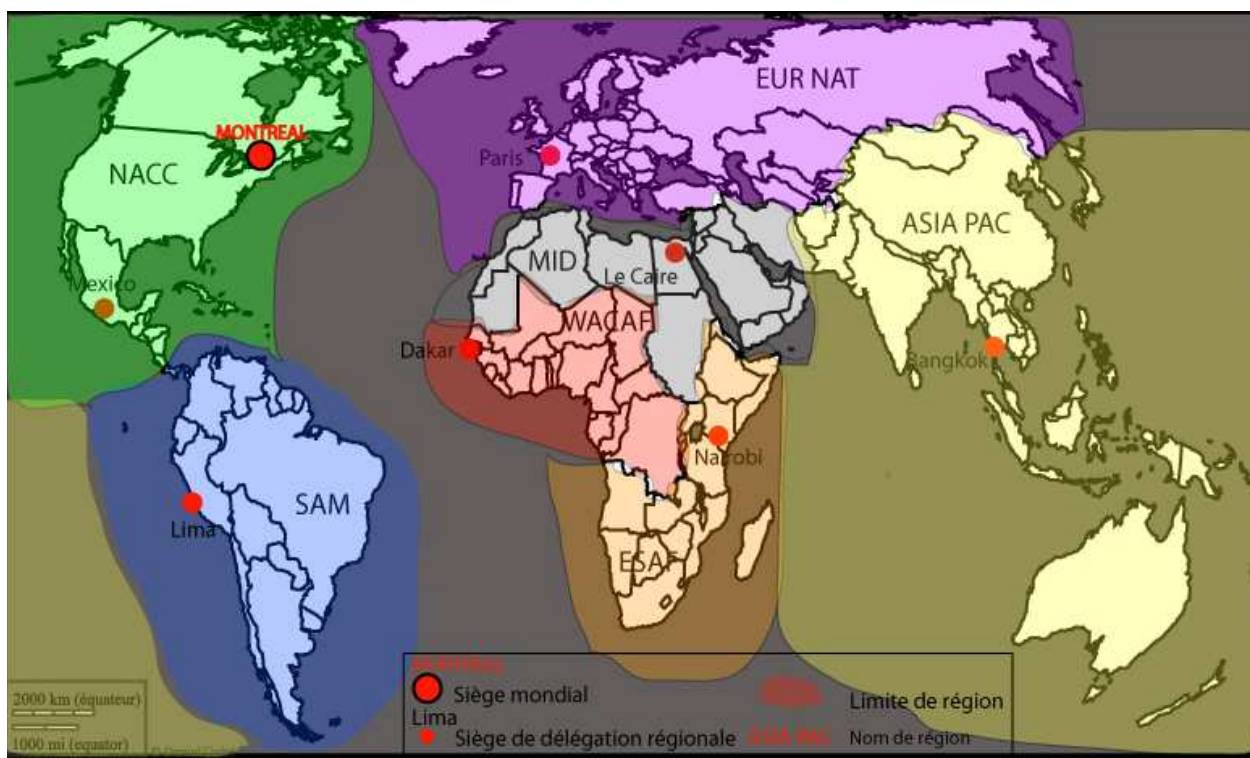 EUR NAT
MONTREAL
Paris
NACC
ASIA PAC
MID
Le Caire
Mexico
WACAF
Dakar
Bangkok
Nairobi
SAM
Lima
ESAF
MONTREAL
Siège mondial
Limite de région
Lima
Siège de délégation régionale
ASIA PAC
Nom de région
2000 km (équateur)
1000 mi (equator)